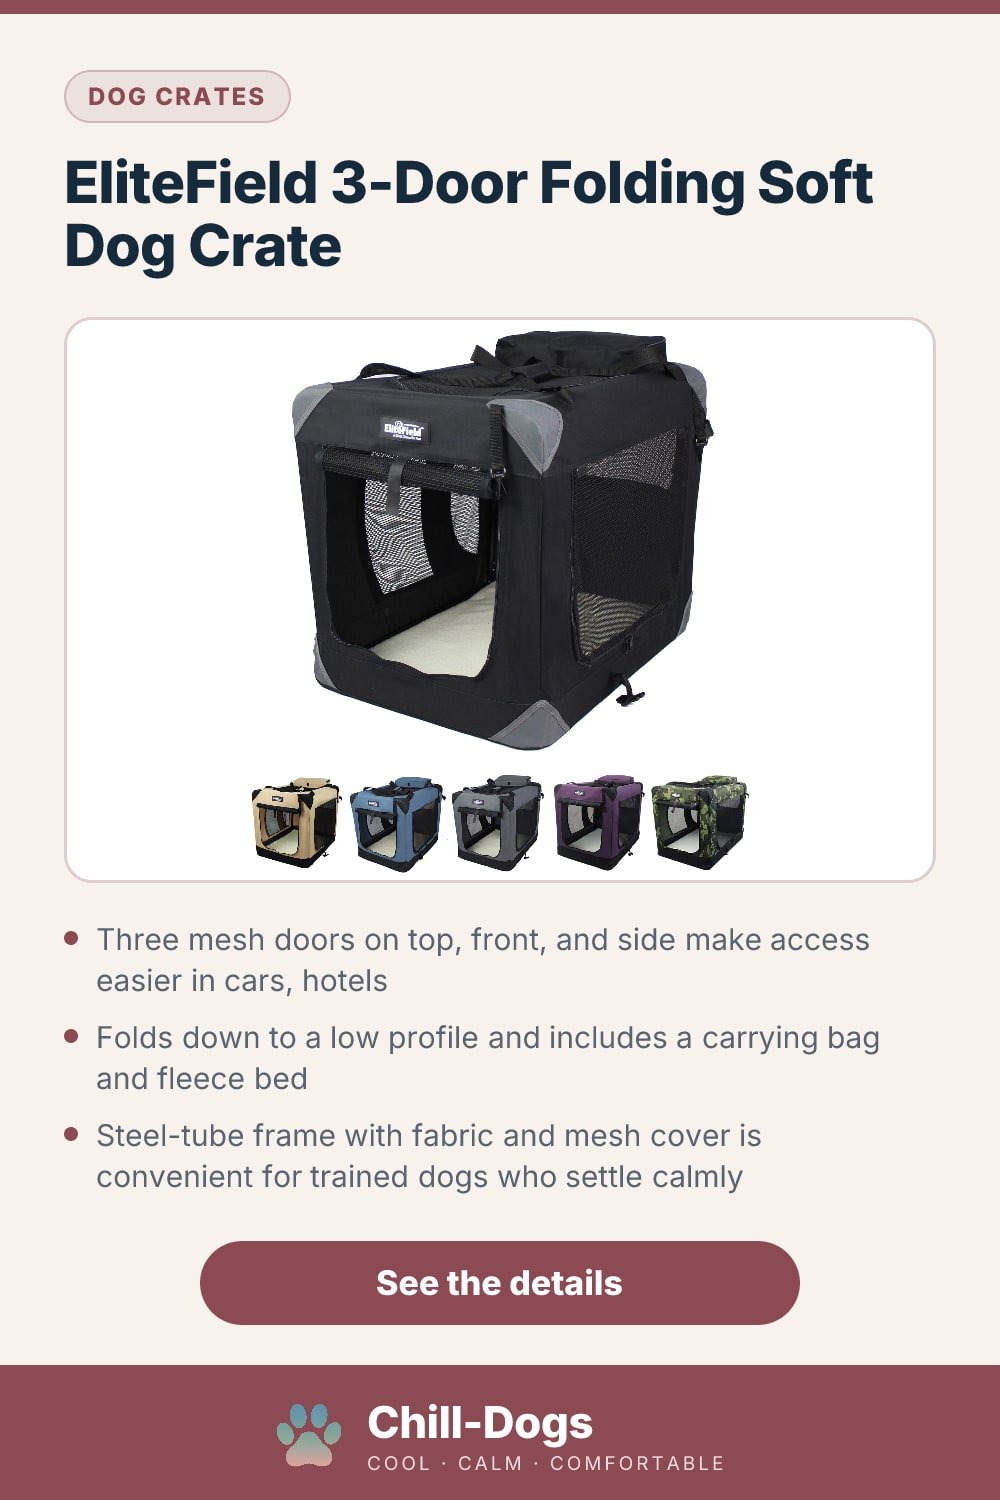 DOG CRATES
EliteField 3-Door Folding Soft
Dog Crate
EliteField
Three mesh doors on top, front, and side make access
easier in cars, hotels
Folds down to a low profile and includes a carrying bag
and fleece bed
Steel-tube frame with fabric and mesh cover is
convenient for trained dogs who settle calmly
See the details
Chill-Dogs
COOL · CALM · COMFORTABLE